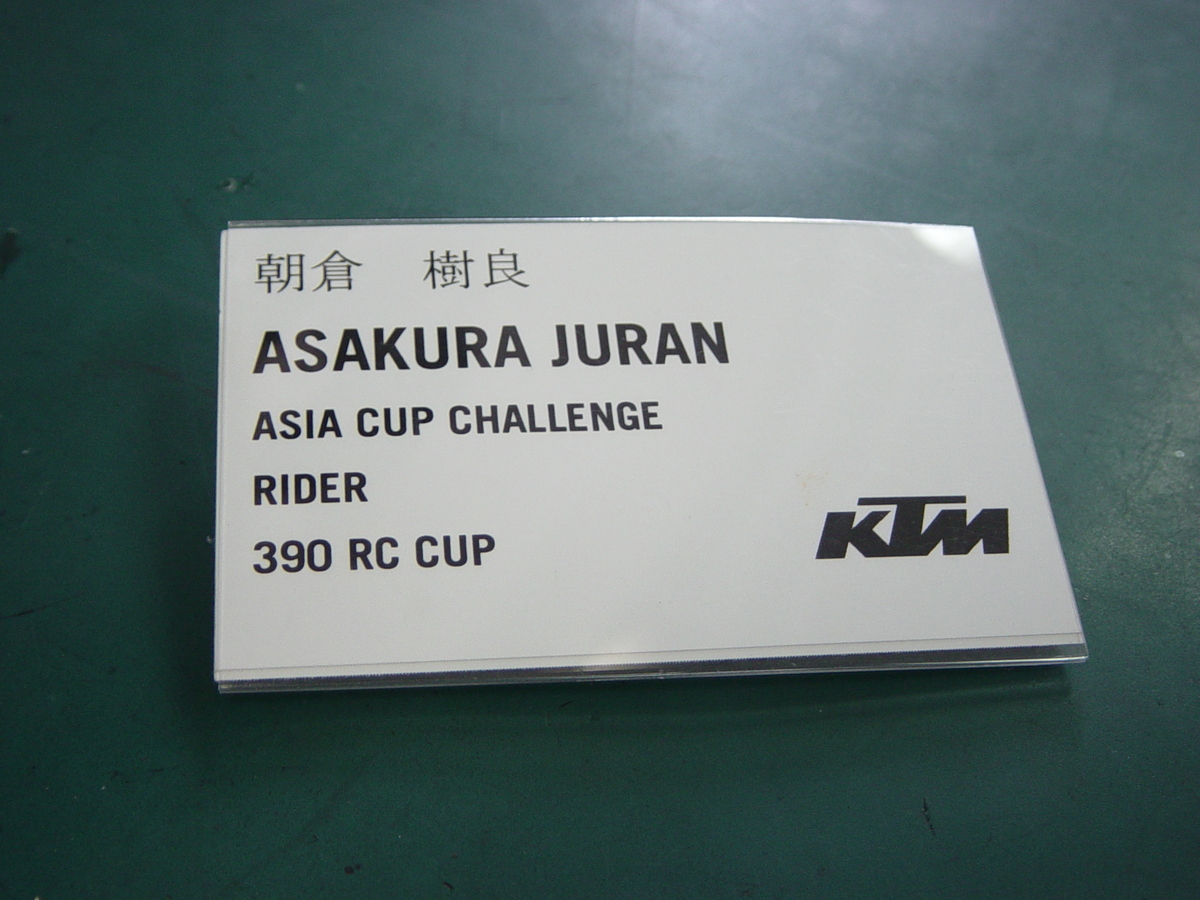 朝倉　樹良
ASAKURA JURAN
ASIA CUP CHALLENGE
RIDER
390 RC CUP
KTM